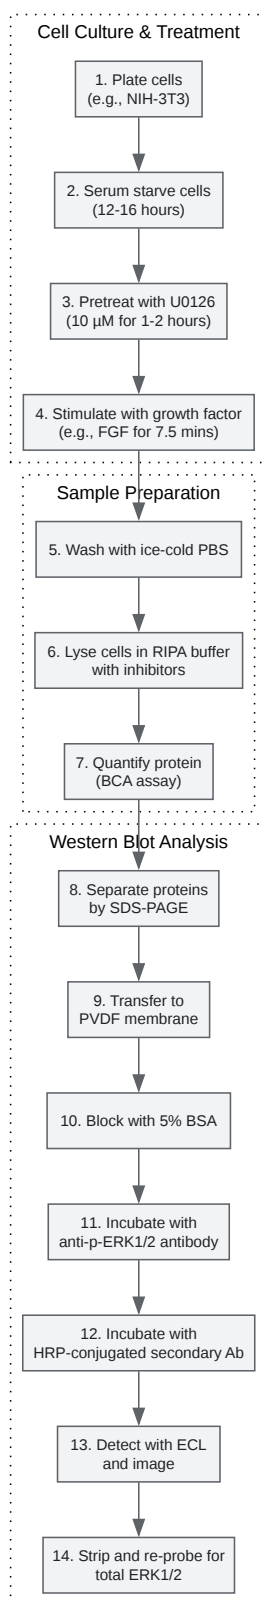 Cell Culture & Treatment
1. Plate cells
(e.g., NIH-3T3)
2. Serum starve cells
(12-16 hours)
3. Pretreat with U0126
(10 µM for 1-2 hours)
4. Stimulate with growth factor
(e.g., FGF for 7.5 mins)
Sample Preparation
5. Wash with ice-cold PBS
6. Lyse cells in RIPA buffer
with inhibitors
7. Quantify protein
(BCA assay)
Western Blot Analysis
8. Separate proteins
by SDS-PAGE
9. Transfer to
PVDF membrane
10. Block with 5% BSA
11. Incubate with
anti-p-ERK1/2 antibody
12. Incubate with
HRP-conjugated secondary Ab
13. Detect with ECL
and image
14. Strip and re-probe for
total ERK1/2